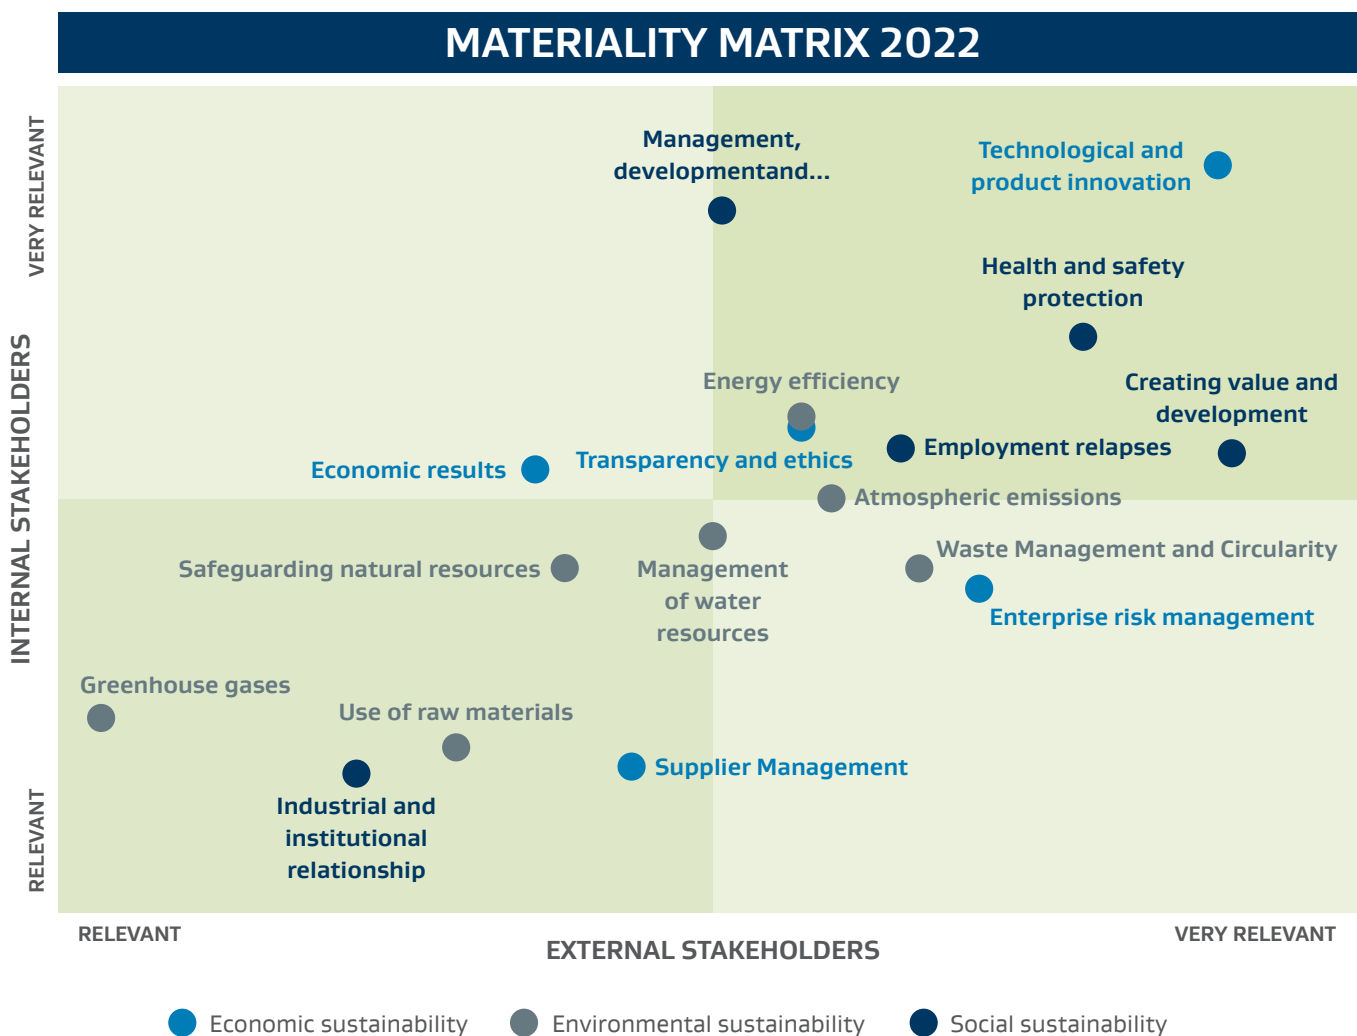 MATERIALITY MATRIX 2022
VERY RELEVANT
INTERNAL STAKEHOLDERS
RELEVANT
Management,
developmentand...
Technological and
product innovation
Health and safety
protection
Energy efficiency
Creating value and
development
Transparency and ethics
Employment relapses
Economic results
Atmospheric emissions
Safeguarding natural resources
Management
of water
resources
Waste Management and Circularity
Enterprise risk management
Greenhouse gases
Use of raw materials
Supplier Management
Industrial and
institutional
relationship
RELEVANT
EXTERNAL STAKEHOLDERS
VERY RELEVANT
Economic sustainability
Environmental sustainability
Social sustainability